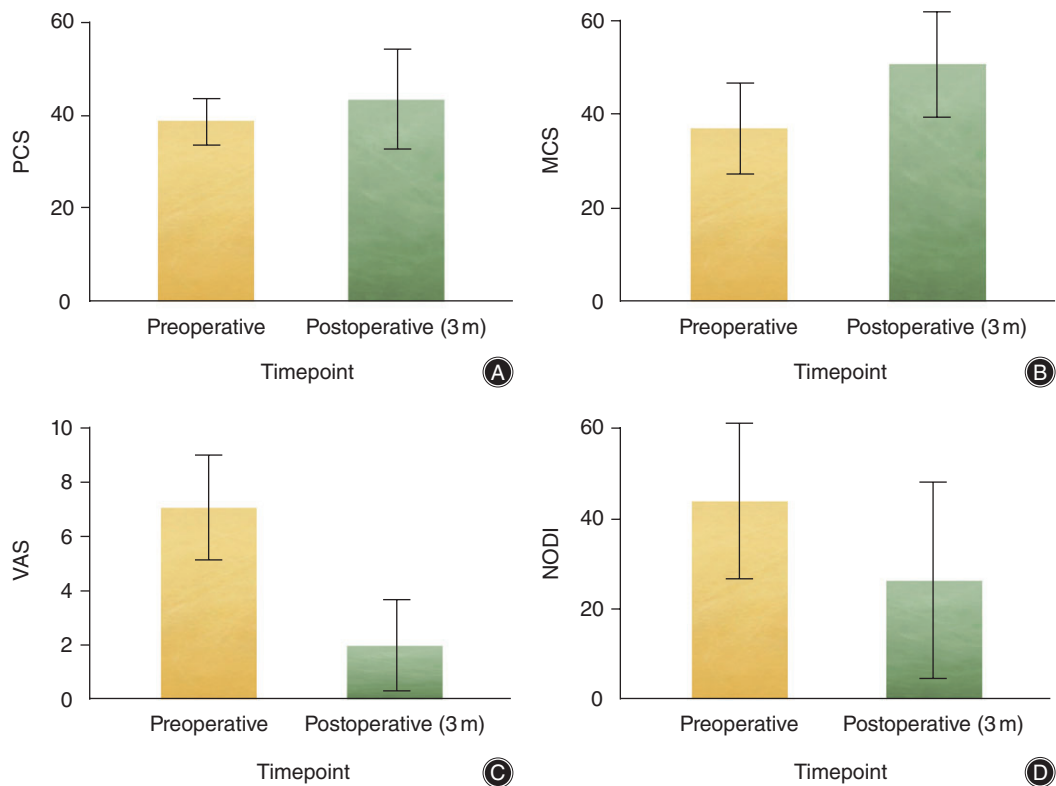 60
40
20
0
PCS
Preoperative Postoperative (3 m)
Timepoint
A
60
40
20
0
MCS
Preoperative Postoperative (3 m)
Timepoint
B
10
8
6
4
2
0
VAS
Preoperative Postoperative (3 m)
Timepoint
C
60
40
20
0
NODI
Preoperative Postoperative (3 m)
Timepoint
D